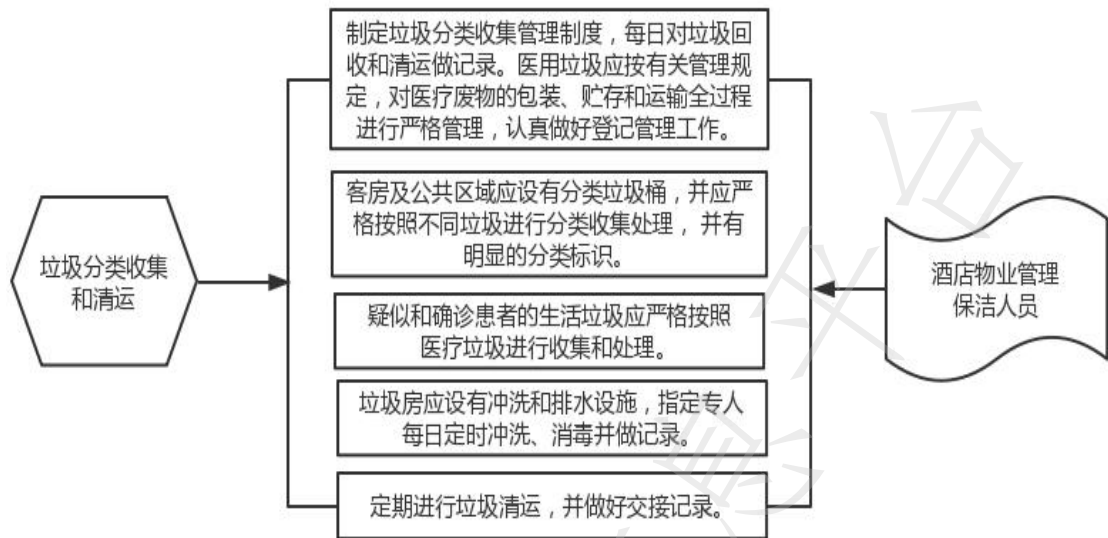 制定垃圾分类收集管理制度，每日对垃圾回
收和清运做记录。医用垃圾应按有关管理规
定，对医疗废物的包装、贮存和运输全过程
进行严格管理，认真做好登记管理工作。
客房及公共区域应设有分类垃圾桶，并应严
格按照不同垃圾进行分类收集处理，并有
明显的分类标识。
垃圾分类收集
和清运
酒店物业管理
保洁人员
疑似和确诊患者的生活垃圾应严格按照
医疗垃圾进行收集和处理。
垃圾房应设有冲洗和排水设施，指定专人
每日定时冲洗、消毒并做记录。
定期进行垃圾清运，并做好交接记录。